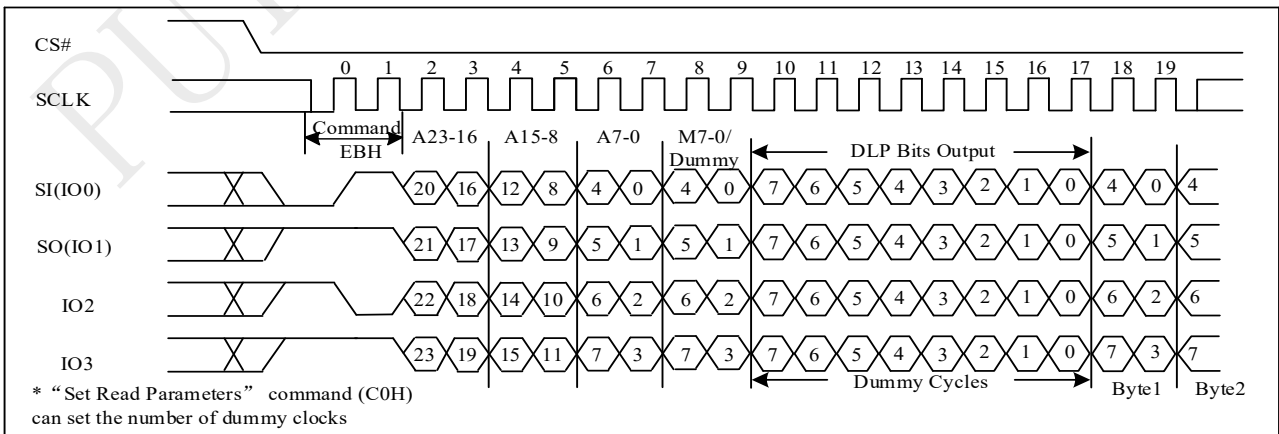 PU
CS#
0 1 2 3 4 5 6 7 8 9 10 11 12 13 14 15 16 17 18 19
SCLK
Command
EBH
A23-16 A15-8 A7-0 M7-0/
Dummy
DLP Bits Output
SI(IO0) 20 16 12 8 4 0 4 0 7 6 5 4 3 2 1 0 4 0 4
SO(IO1) 21 17 13 9 5 1 5 1 7 6 5 4 3 2 1 0 5 1 5
IO2 22 18 14 10 6 2 6 2 7 6 5 4 3 2 1 0 6 2 6
IO3 23 19 15 11 7 3 7 3 7 6 5 4 3 2 1 0 7 3 7
Dummy Cycles
Byte1 Byte2
* “Set Read Parameters” command (C0H)
can set the number of dummy clocks